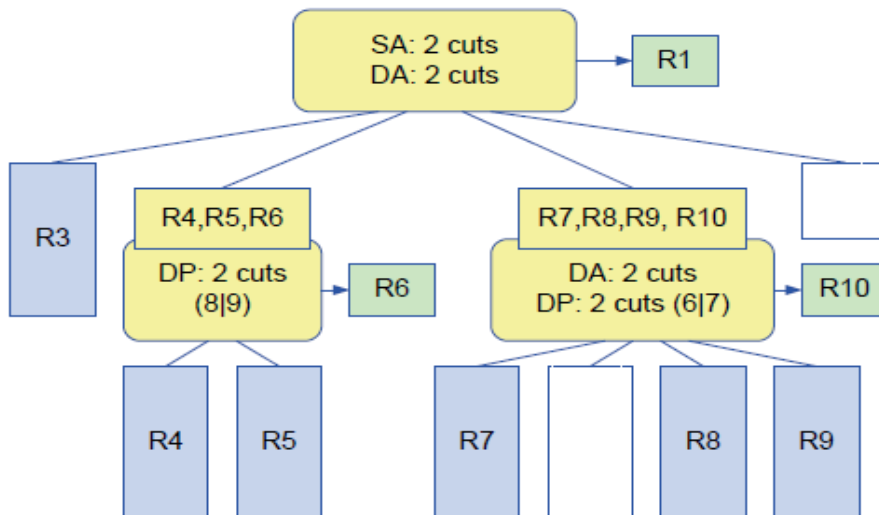 SA: 2 cuts
DA: 2 cuts
R1
R3
R4,R5,R6
R7,R8,R9, R10
DP: 2 cuts
(8|9)
R6
DA: 2 cuts
DP: 2 cuts (6|7)
R10
R4
R5
R7
R8
R9